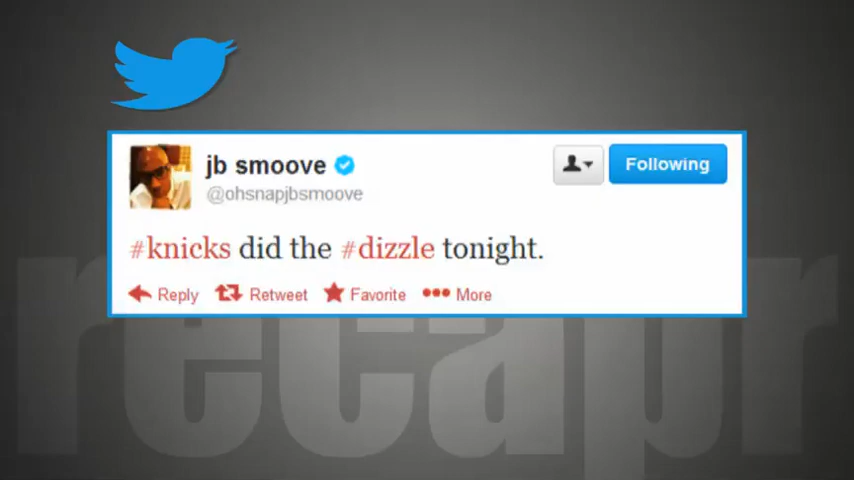 jb smoove
@ohsnapjbsmoove
Following
#knicks did the #dizzle tonight.
Reply Retweet Favorite More
recapr